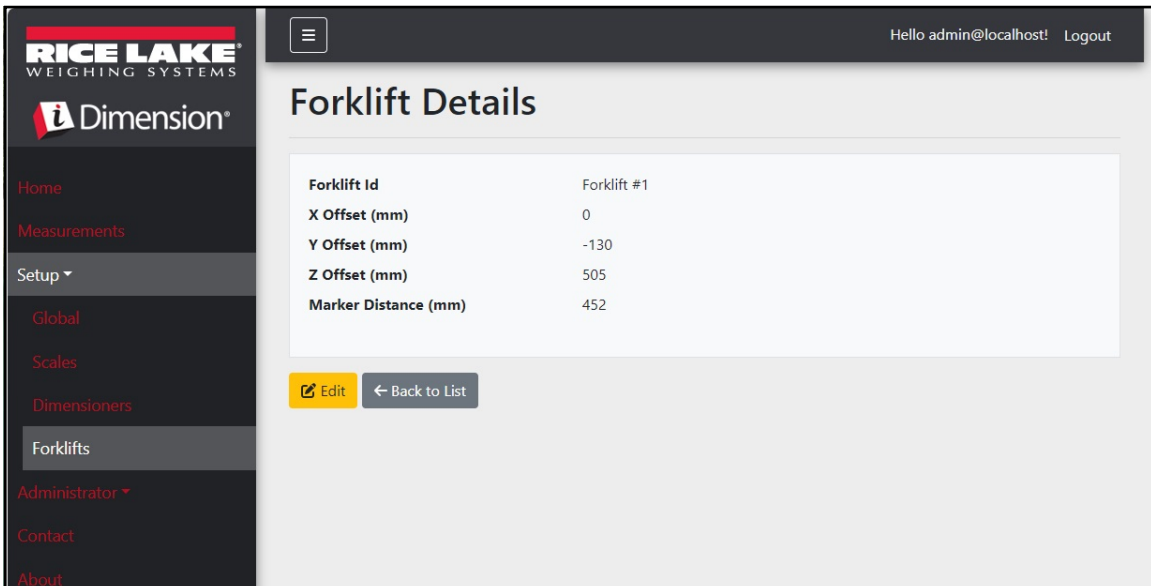 RICE LAKE®
WEIGHING SYSTEMS
i Dimension®
Home
Measurements
Setup
Global
Scales
Dimensioners
Forklifts
Administrator
Contact
About
Hello admin@localhost! Logout
Forklift Details
Forklift Id Forklift #1
X Offset (mm) 0
Y Offset (mm) -130
Z Offset (mm) 505
Marker Distance (mm) 452
Edit ← Back to List